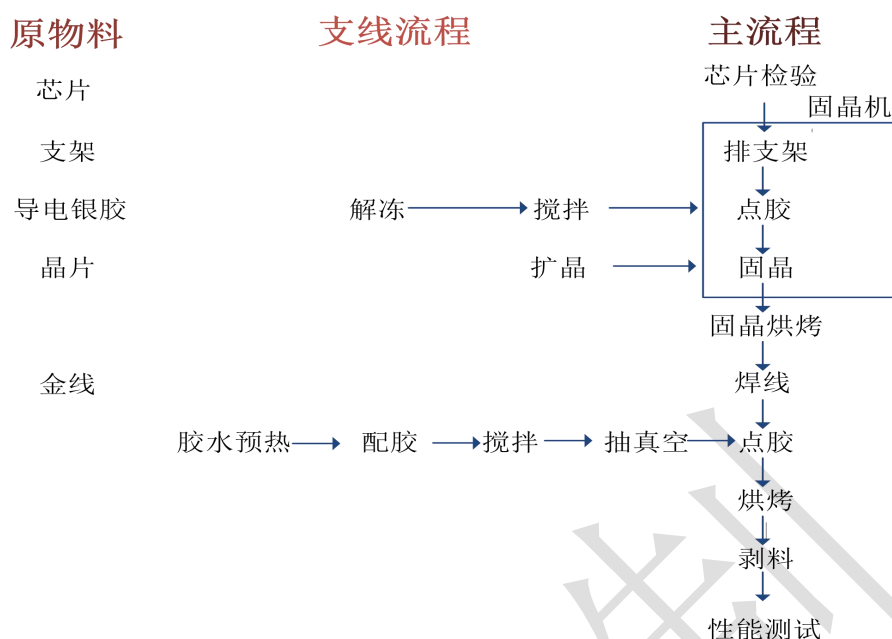 原物料 支线流程 主流程
芯片 芯片检验
固晶机
支架 排支架
导电银胶 解冻 搅拌 点胶
晶片 扩晶 固晶
固晶烘烤
金线 焊线
胶水预热 配胶 搅拌 抽真空 点胶
烘烤
剥料
性能测试
制